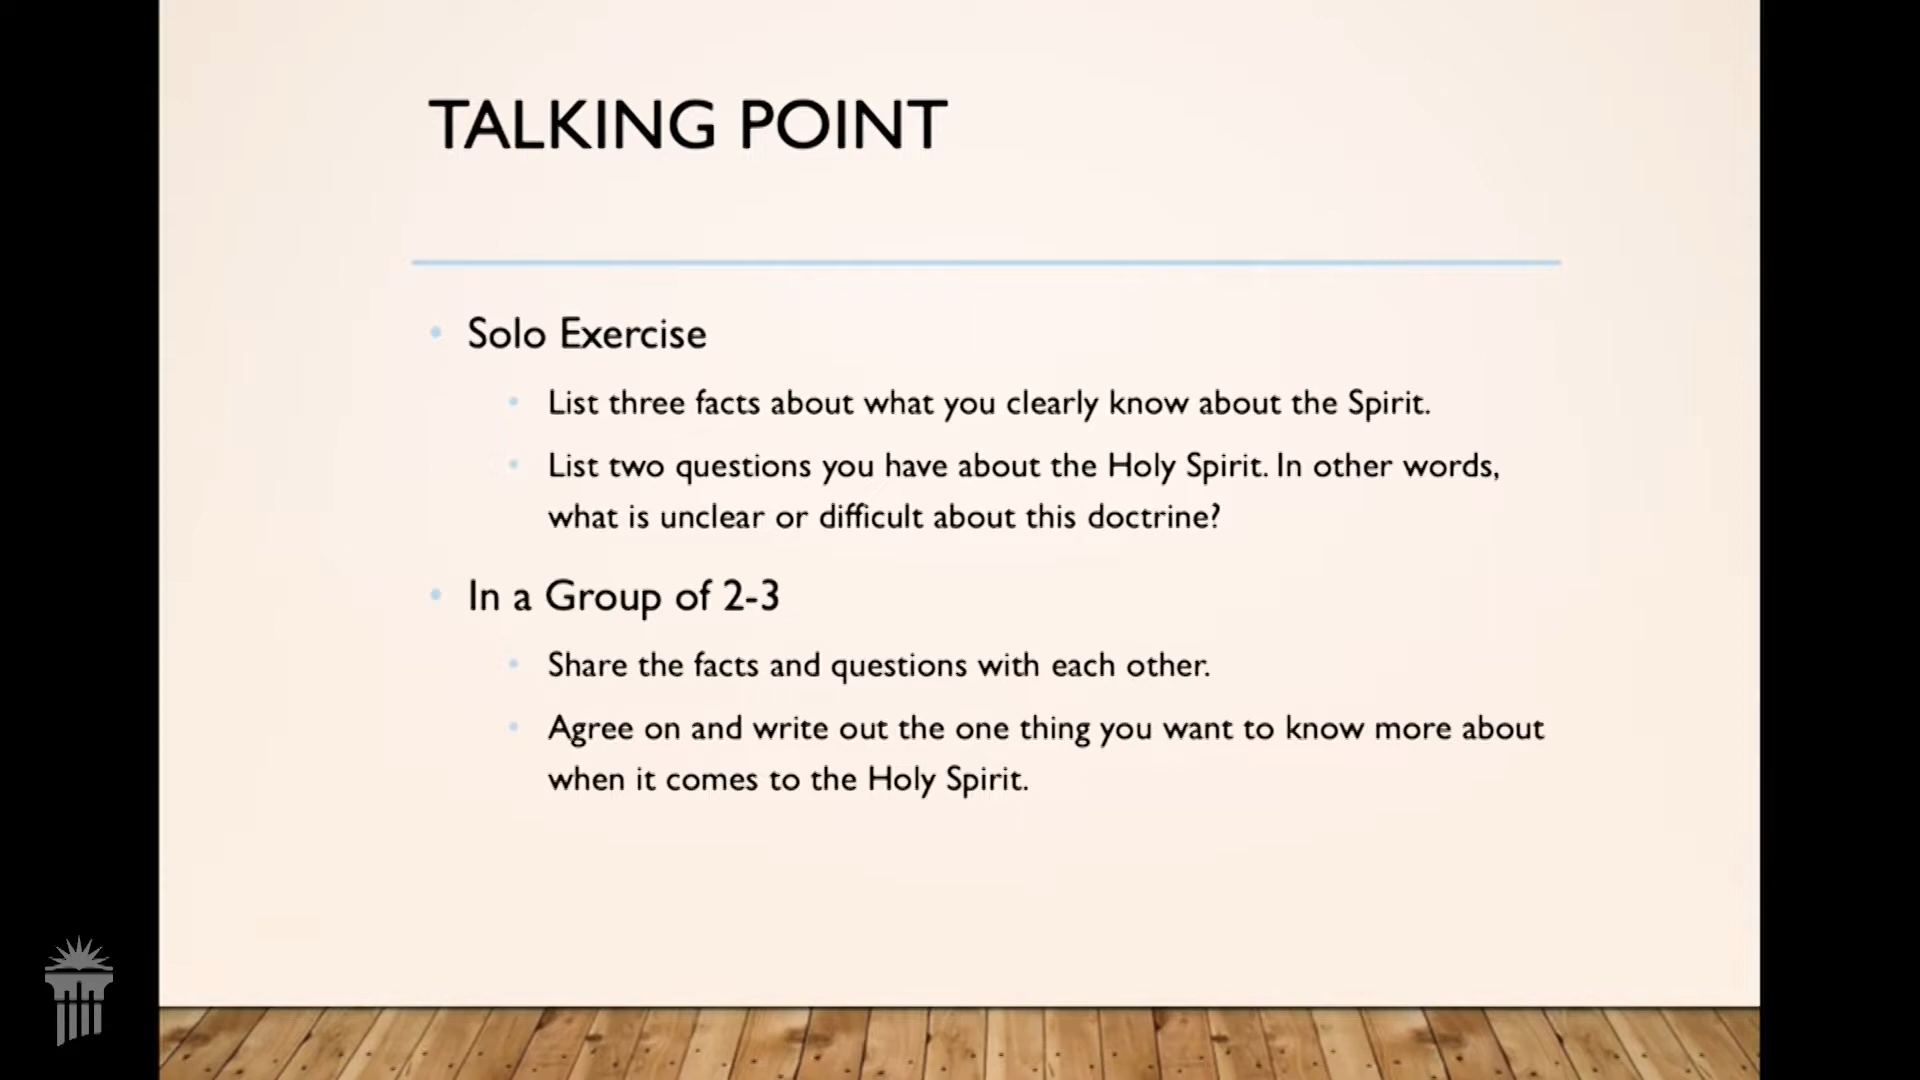 TALKING POINT
• Solo Exercise
• List three facts about what you clearly know about the Spirit.
• List two questions you have about the Holy Spirit. In other words,
what is unclear or difficult about this doctrine?
• In a Group of 2-3
• Share the facts and questions with each other.
• Agree on and write out the one thing you want to know more about
when it comes to the Holy Spirit.